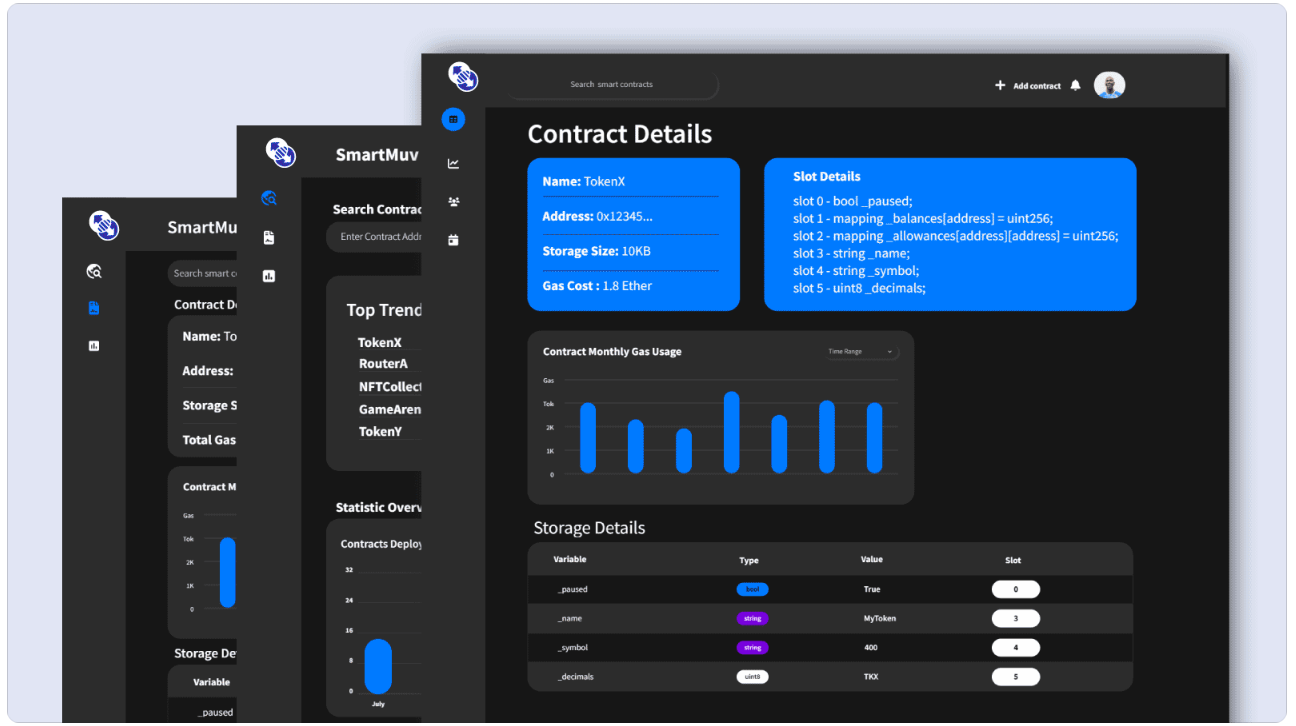 Search smart contracts
Add contract
Contract Details
Name: TokenX
Address: 0x12345...
Storage Size: 10KB
Gas Cost : 1.8 Ether
Slot Details
slot 0 - bool _paused;
slot 1 - mapping _balances[address] = uint256;
slot 2 - mapping _allowances[address][address] = uint256;
slot 3 - string _name;
slot 4 - string _symbol;
slot 5 - uint8 _decimals;
Contract Monthly Gas Usage
Time Range
Gas
Tok
2K
1K
0
Storage Details
Variable Type Value Slot
_paused bool True 0
_name string MyToken 3
_symbol string 400 4
_decimals uint8 TKX 5
SmartMuv
Search Contrac
Enter Contract Addr
Top Trend
TokenX
RouterA
NFTCollect
GameAren
TokenY
Statistic Overv
Contracts Deploy
32
24
16
8
0
July
SmartMu
Search smart co
Contract De
Name: To
Address:
Storage S
Total Gas
Contract M
Gas
Tok
2K
1K
0
Storage De
Variable
_paused